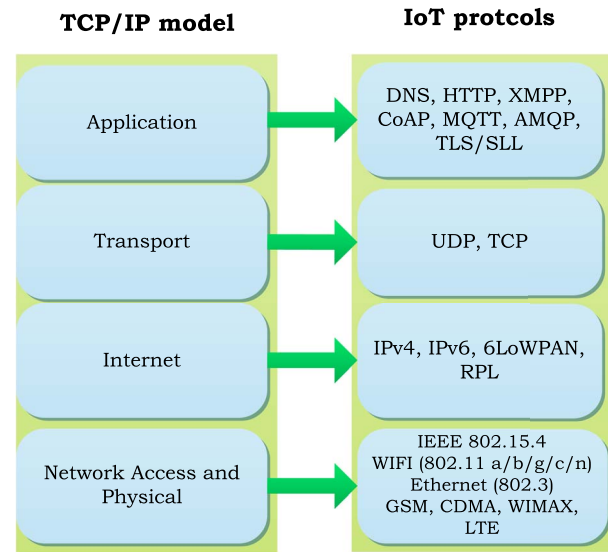 TCP/IP model
IoT protcols
Application
DNS, HTTP, XMPP,
CoAP, MQTT, AMQP,
TLS/SLL
Transport
UDP, TCP
Internet
IPv4, IPv6, 6LoWPAN,
RPL
Network Access and
Physical
IEEE 802.15.4
WIFI (802.11 a/b/g/c/n)
Ethernet (802.3)
GSM, CDMA, WIMAX,
LTE